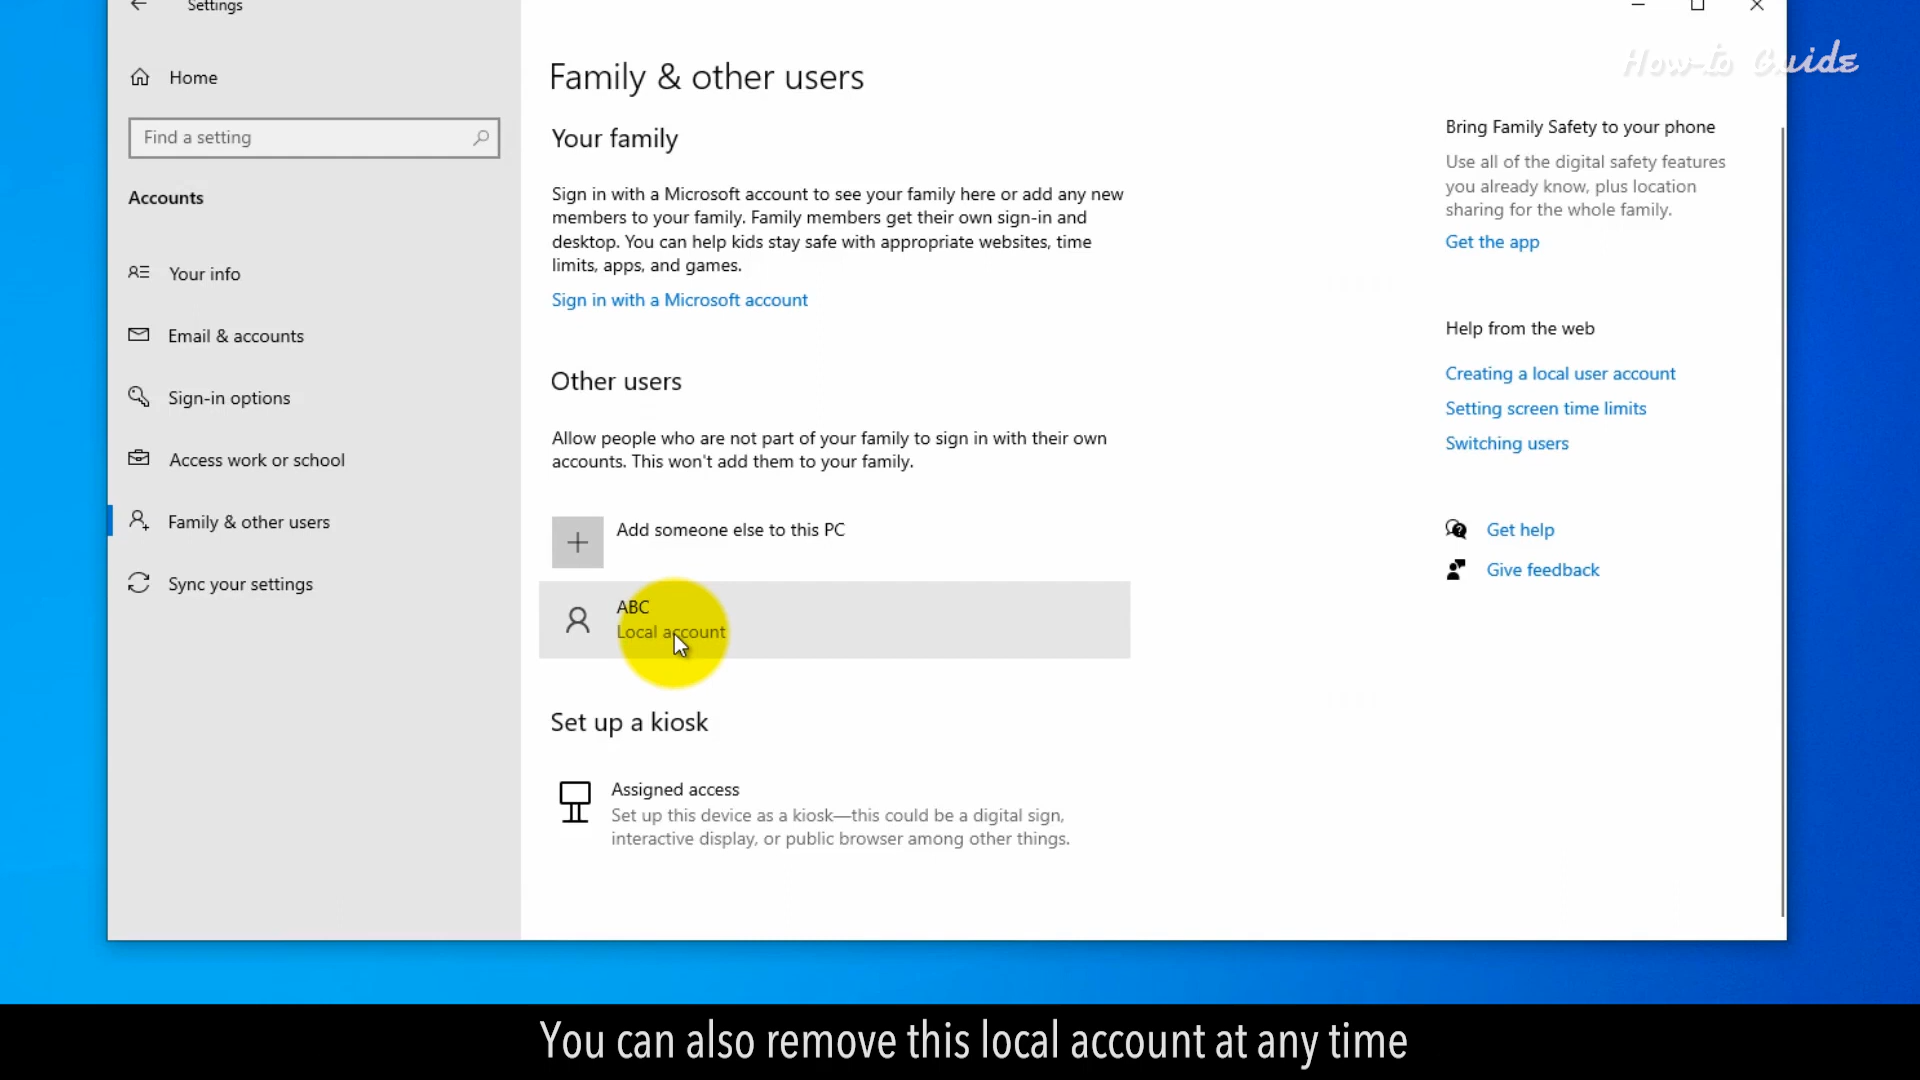 Settings
How-to Guide
Home
Find a setting
Accounts
Your info
Email & accounts
Sign-in options
Access work or school
Family & other users
Sync your settings
Family & other users
Your family
Sign in with a Microsoft account to see your family here or add any new
members to your family. Family members get their own sign-in and
desktop. You can help kids stay safe with appropriate websites, time
limits, apps, and games.
Sign in with a Microsoft account
Other users
Allow people who are not part of your family to sign in with their own
accounts. This won't add them to your family.
Add someone else to this PC
ABC
Local account
Set up a kiosk
Assigned access
Set up this device as a kiosk—this could be a digital sign,
interactive display, or public browser among other things.
Bring Family Safety to your phone
Use all of the digital safety features
you already know, plus location
sharing for the whole family.
Get the app
Help from the web
Creating a local user account
Setting screen time limits
Switching users
Get help
Give feedback
You can also remove this local account at any time